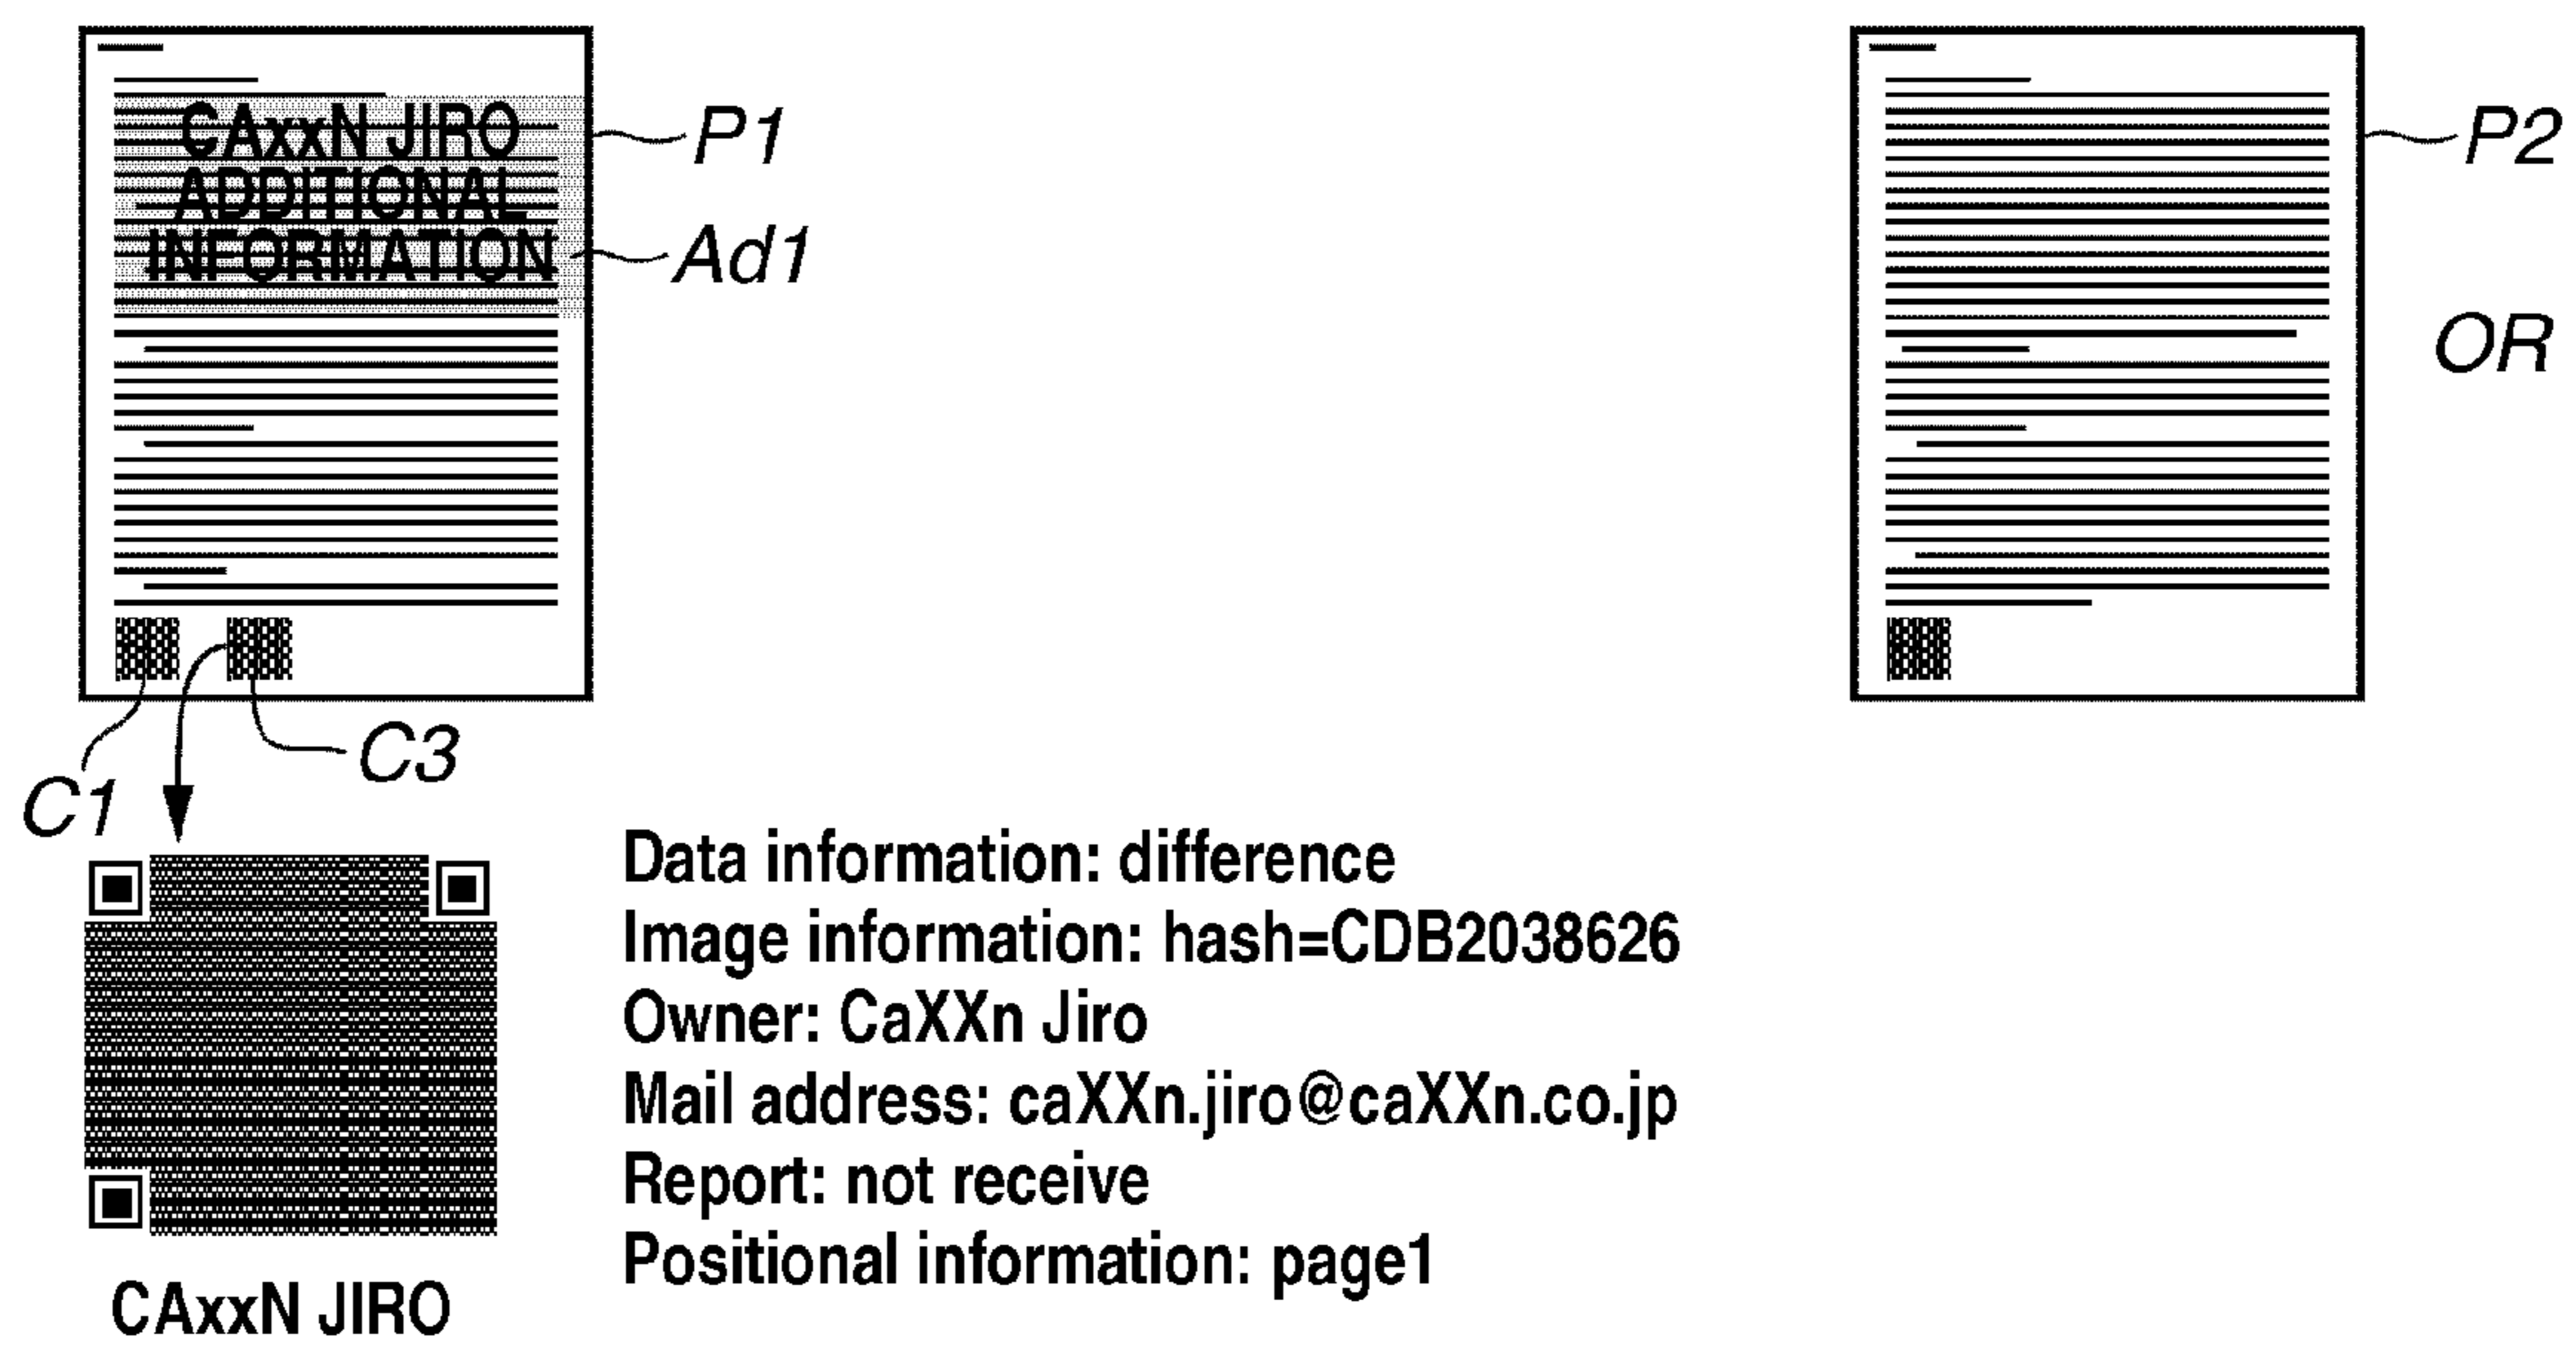 CAxxN JIRO
ADDITIONAL
INFORMATION
P1
Ad1
P2
OR
C1
C3
Data information: difference
Image information: hash=CDB2038626
Owner: CaXXn Jiro
Mail address: caXXn.jiro@caXXn.co.jp
Report: not receive
Positional information: page1
CAxxN JIRO